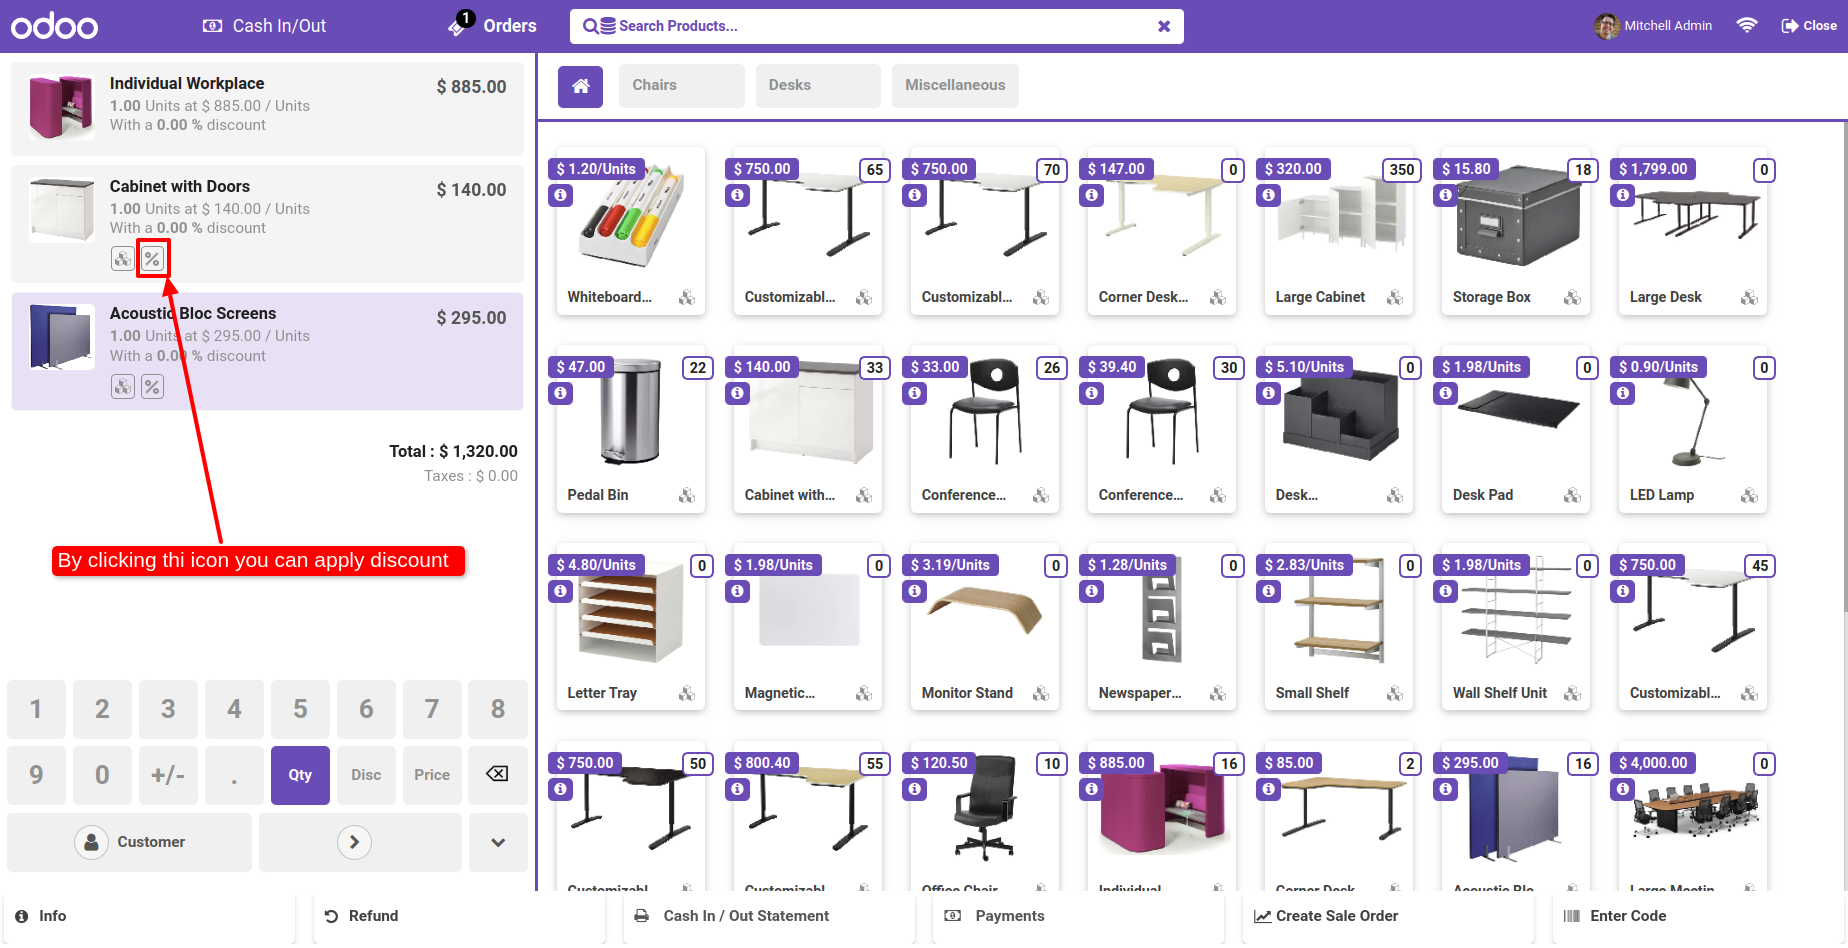 odoo
Cash In/Out
1
Orders
Search Products...
Mitchell Admin
Close
Individual Workplace
$ 885.00
1.00 Units at $ 885.00 / Units
With a 0.00 % discount
Cabinet with Doors
$ 140.00
1.00 Units at $ 140.00 / Units
With a 0.00 % discount
Acoustic Bloc Screens
$ 295.00
1.00 Units at $ 295.00 / Units
With a 0.00 % discount
Total : $ 1,320.00
Taxes : $ 0.00
By clicking thi icon you can apply discount
1 2 3 4 5 6 7 8
9 0 +/- . Qty Disc Price
Customer
Chairs
Desks
Miscellaneous
$ 1.20/Units
Whiteboard...
$ 750.00
65
Customizabl...
$ 750.00
70
Customizabl...
$ 147.00
0
Corner Desk...
$ 320.00
350
Large Cabinet
$ 15.80
18
Storage Box
$ 1,799.00
0
Large Desk
$ 47.00
22
Pedal Bin
$ 140.00
33
Cabinet with...
$ 33.00
26
Conference...
$ 39.40
30
Conference...
$ 5.10/Units
0
Desk...
$ 1.98/Units
0
Desk Pad
$ 0.90/Units
0
LED Lamp
$ 4.80/Units
0
Letter Tray
$ 1.98/Units
0
Magnetic...
$ 3.19/Units
0
Monitor Stand
$ 1.28/Units
0
Newspaper...
$ 2.83/Units
0
Small Shelf
$ 1.98/Units
0
Wall Shelf Unit
$ 750.00
45
Customizabl...
$ 750.00
50
Customizabl
$ 800.40
55
Customizabl
$ 120.50
10
Office Chair
$ 885.00
16
Individual
$ 85.00
2
Corner Desk
$ 295.00
16
Acoustic Blo
$ 4,000.00
0
Large Meetin
Info
Refund
Cash In / Out Statement
Payments
Create Sale Order
Enter Code